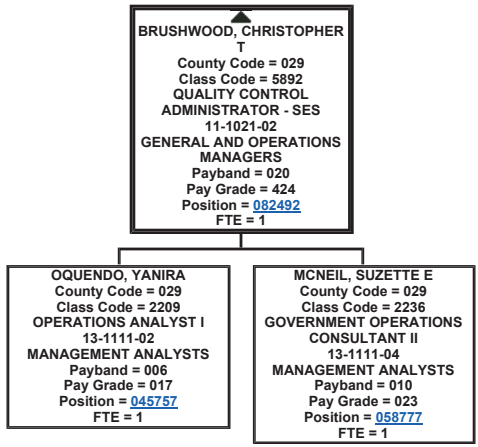 BRUSHWOOD, CHRISTOPHER
T
County Code = 029
Class Code = 5892
QUALITY CONTROL
ADMINISTRATOR - SES
11-1021-02
GENERAL AND OPERATIONS
MANAGERS
Payband = 020
Pay Grade = 424
Position = 082492
FTE = 1
OQUENDO, YANIRA
County Code = 029
Class Code = 2209
OPERATIONS ANALYST I
13-1111-02
MANAGEMENT ANALYSTS
Payband = 006
Pay Grade = 017
Position = 045757
FTE = 1
MCNEIL, SUZETTE E
County Code = 029
Class Code = 2236
GOVERNMENT OPERATIONS
CONSULTANT II
13-1111-04
MANAGEMENT ANALYSTS
Payband = 010
Pay Grade = 023
Position = 058777
FTE = 1